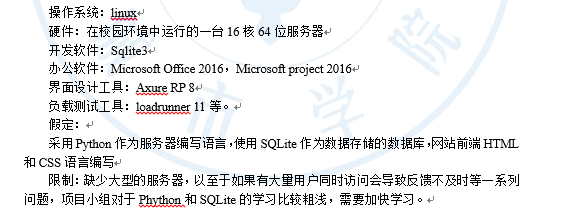 操作系统：linux
硬件：在校园环境中运行的一台 16 核 64 位服务器
开发软件：Sqlite3
办公软件：Microsoft Office 2016，Microsoft project 2016
界面设计工具：Axure RP 8
负载测试工具：loadrunner 11 等。
假定：
采用 Python 作为服务器编写语言，使用 SQLite 作为数据存储的数据库，网站前端 HTML
和 CSS 语言编写
限制：缺少大型的服务器，以至于如果有大量用户同时访问会导致反馈不及时等一系列
问题，项目小组对于 Phython 和 SQLite 的学习比较粗浅，需要加快学习。